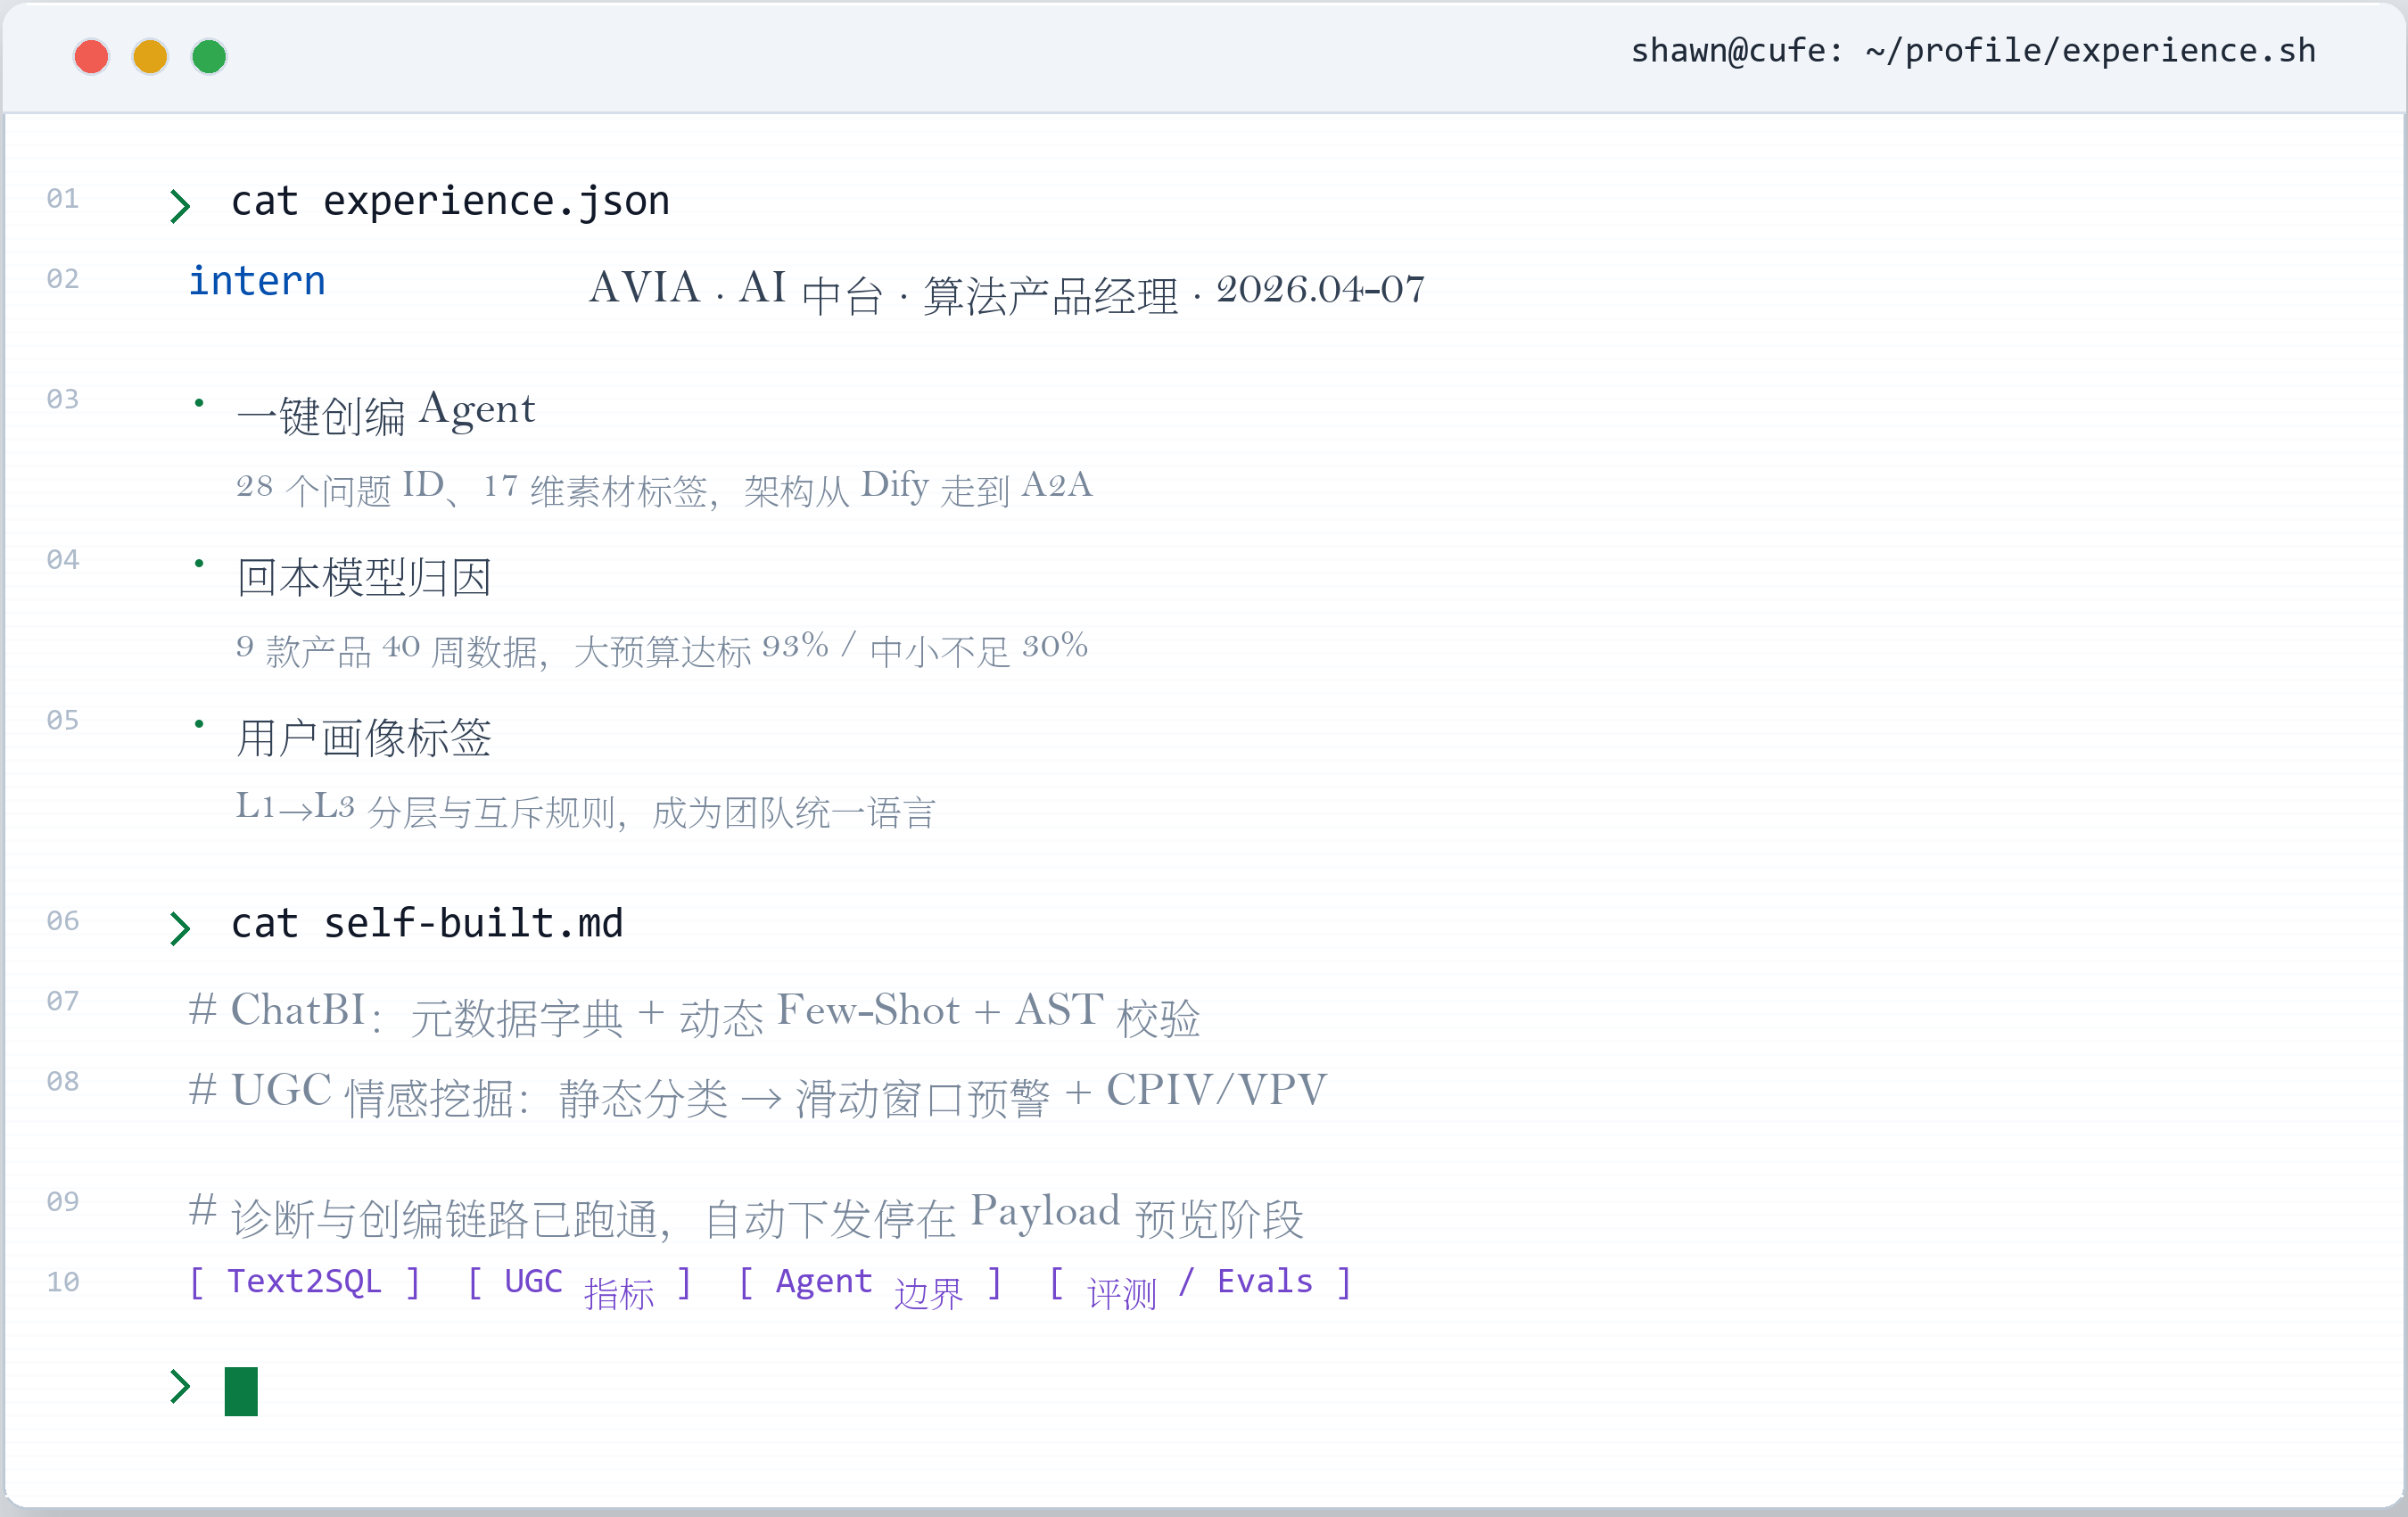 shawn@cufe: ~/profile/experience.sh
01 > cat experience.json
02 intern AVIA · AI 中台 · 算法产品经理 · 2026.04-07
03 · 一键创编 Agent
28 个问题 ID、17 维素材标签，架构从 Dify 走到 A2A
04 · 回本模型归因
9 款产品 40 周数据，大预算达标 93% / 中小不足 30%
05 · 用户画像标签
L1→L3 分层与互斥规则，成为团队统一语言
06 > cat self-built.md
07 # ChatBI：元数据字典 + 动态 Few-Shot + AST 校验
08 # UGC 情感挖掘：静态分类 → 滑动窗口预警 + CPIV/VPV
09 # 诊断与创编链路已跑通，自动下发停在 Payload 预览阶段
10 [ Text2SQL ] [ UGC 指标 ] [ Agent 边界 ] [ 评测 / Evals ]
>